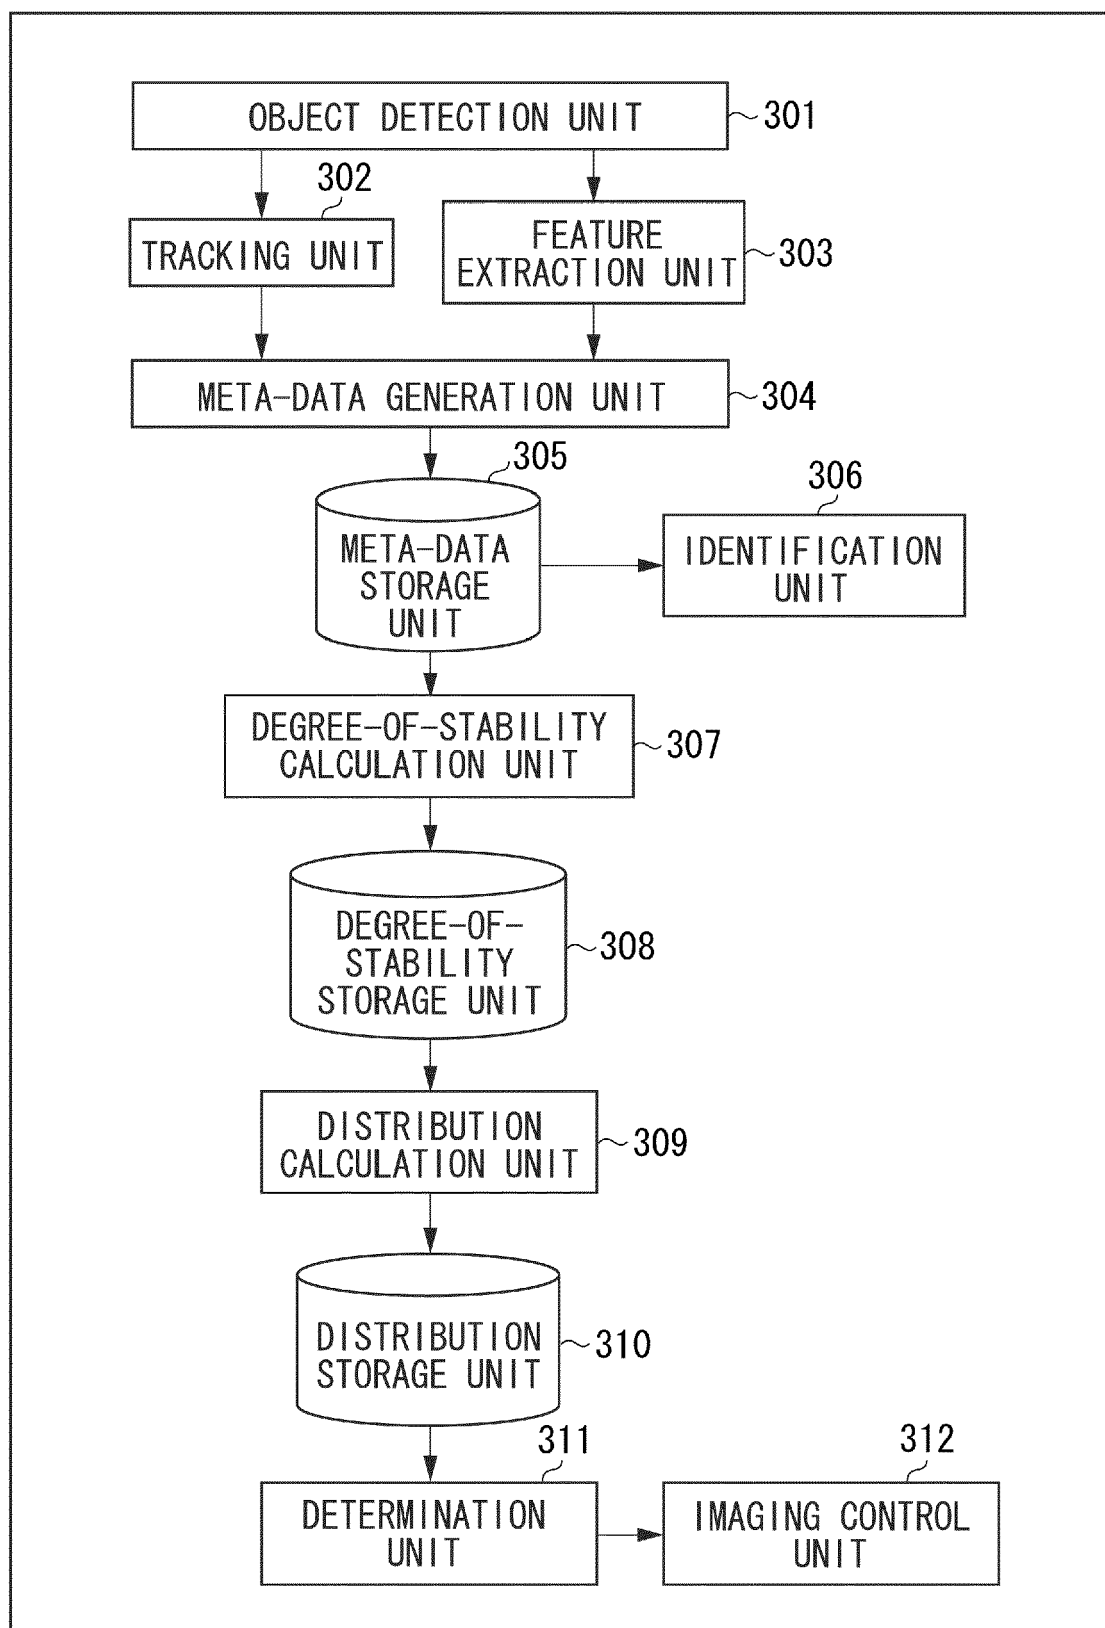 OBJECT DETECTION UNIT
301
302
TRACKING UNIT
FEATURE
EXTRACTION UNIT
303
META-DATA GENERATION UNIT
304
305
META-DATA
STORAGE
UNIT
306
IDENTIFICATION
UNIT
DEGREE-OF-STABILITY
CALCULATION UNIT
307
DEGREE-OF-
STABILITY
STORAGE UNIT
308
DISTRIBUTION
CALCULATION UNIT
309
DISTRIBUTION
STORAGE UNIT
310
311
DETERMINATION
UNIT
312
IMAGING CONTROL
UNIT